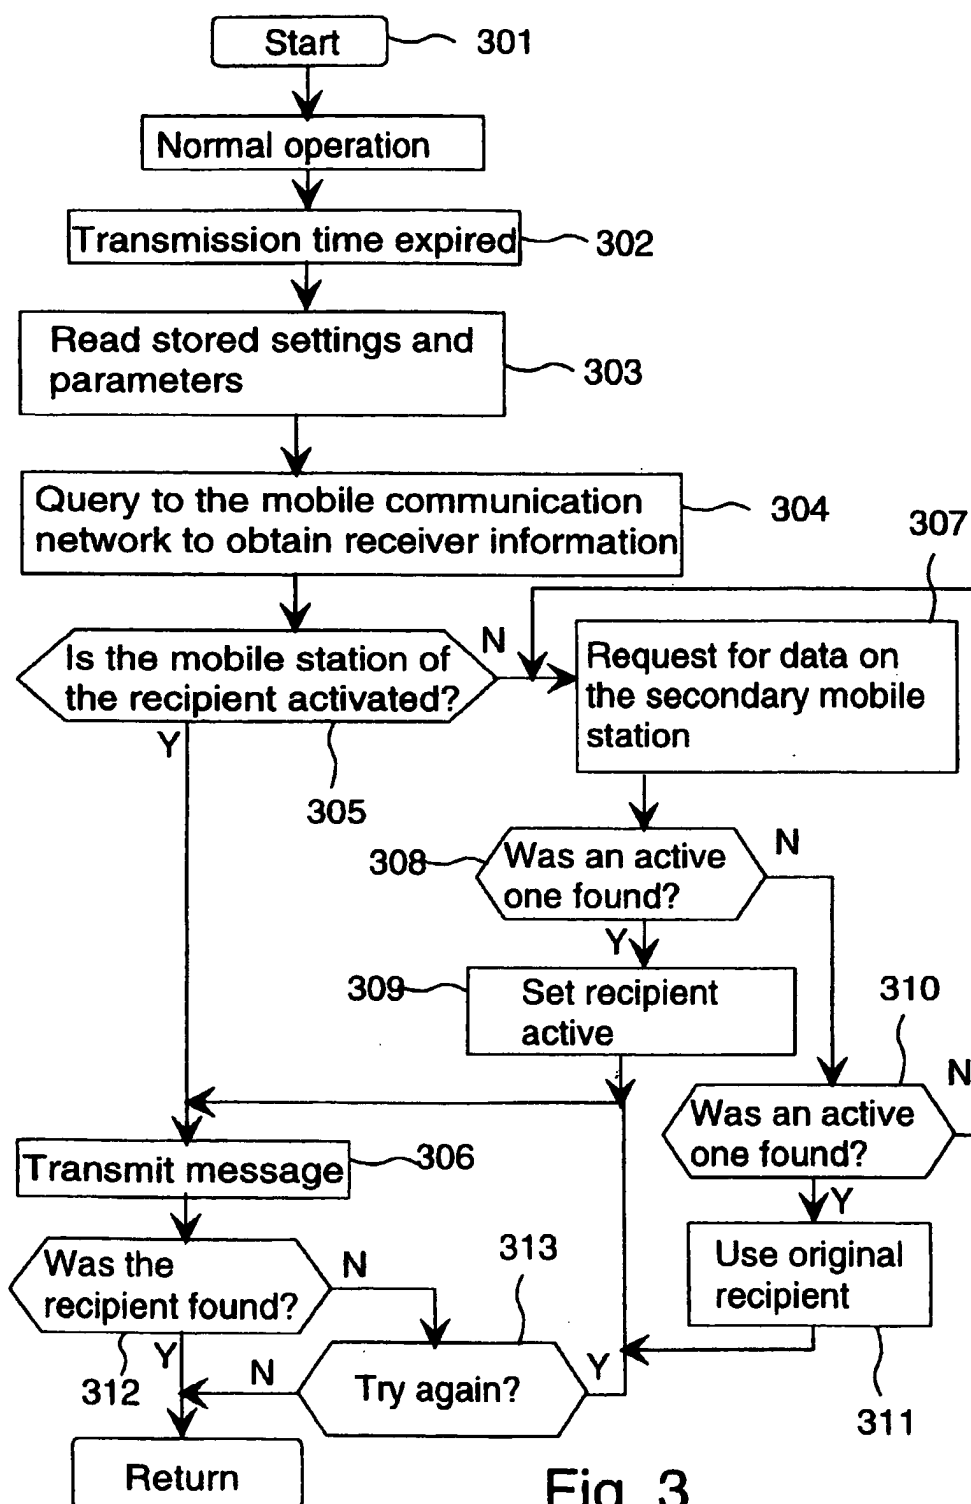 Start
301
Normal operation
Transmission time expired
302
Read stored settings and
parameters
303
Query to the mobile communication
network to obtain receiver information
304
307
Is the mobile station of
the recipient activated?
N
Y
305
Request for data on
the secondary mobile
station
308
Was an active
one found?
N
Y
309
Set recipient
active
310
Was an active
one found?
N
Y
Transmit message
306
Use original
recipient
311
Was the
recipient found?
N
Y
312
313
Try again?
N
Y
Return
Fig. 3